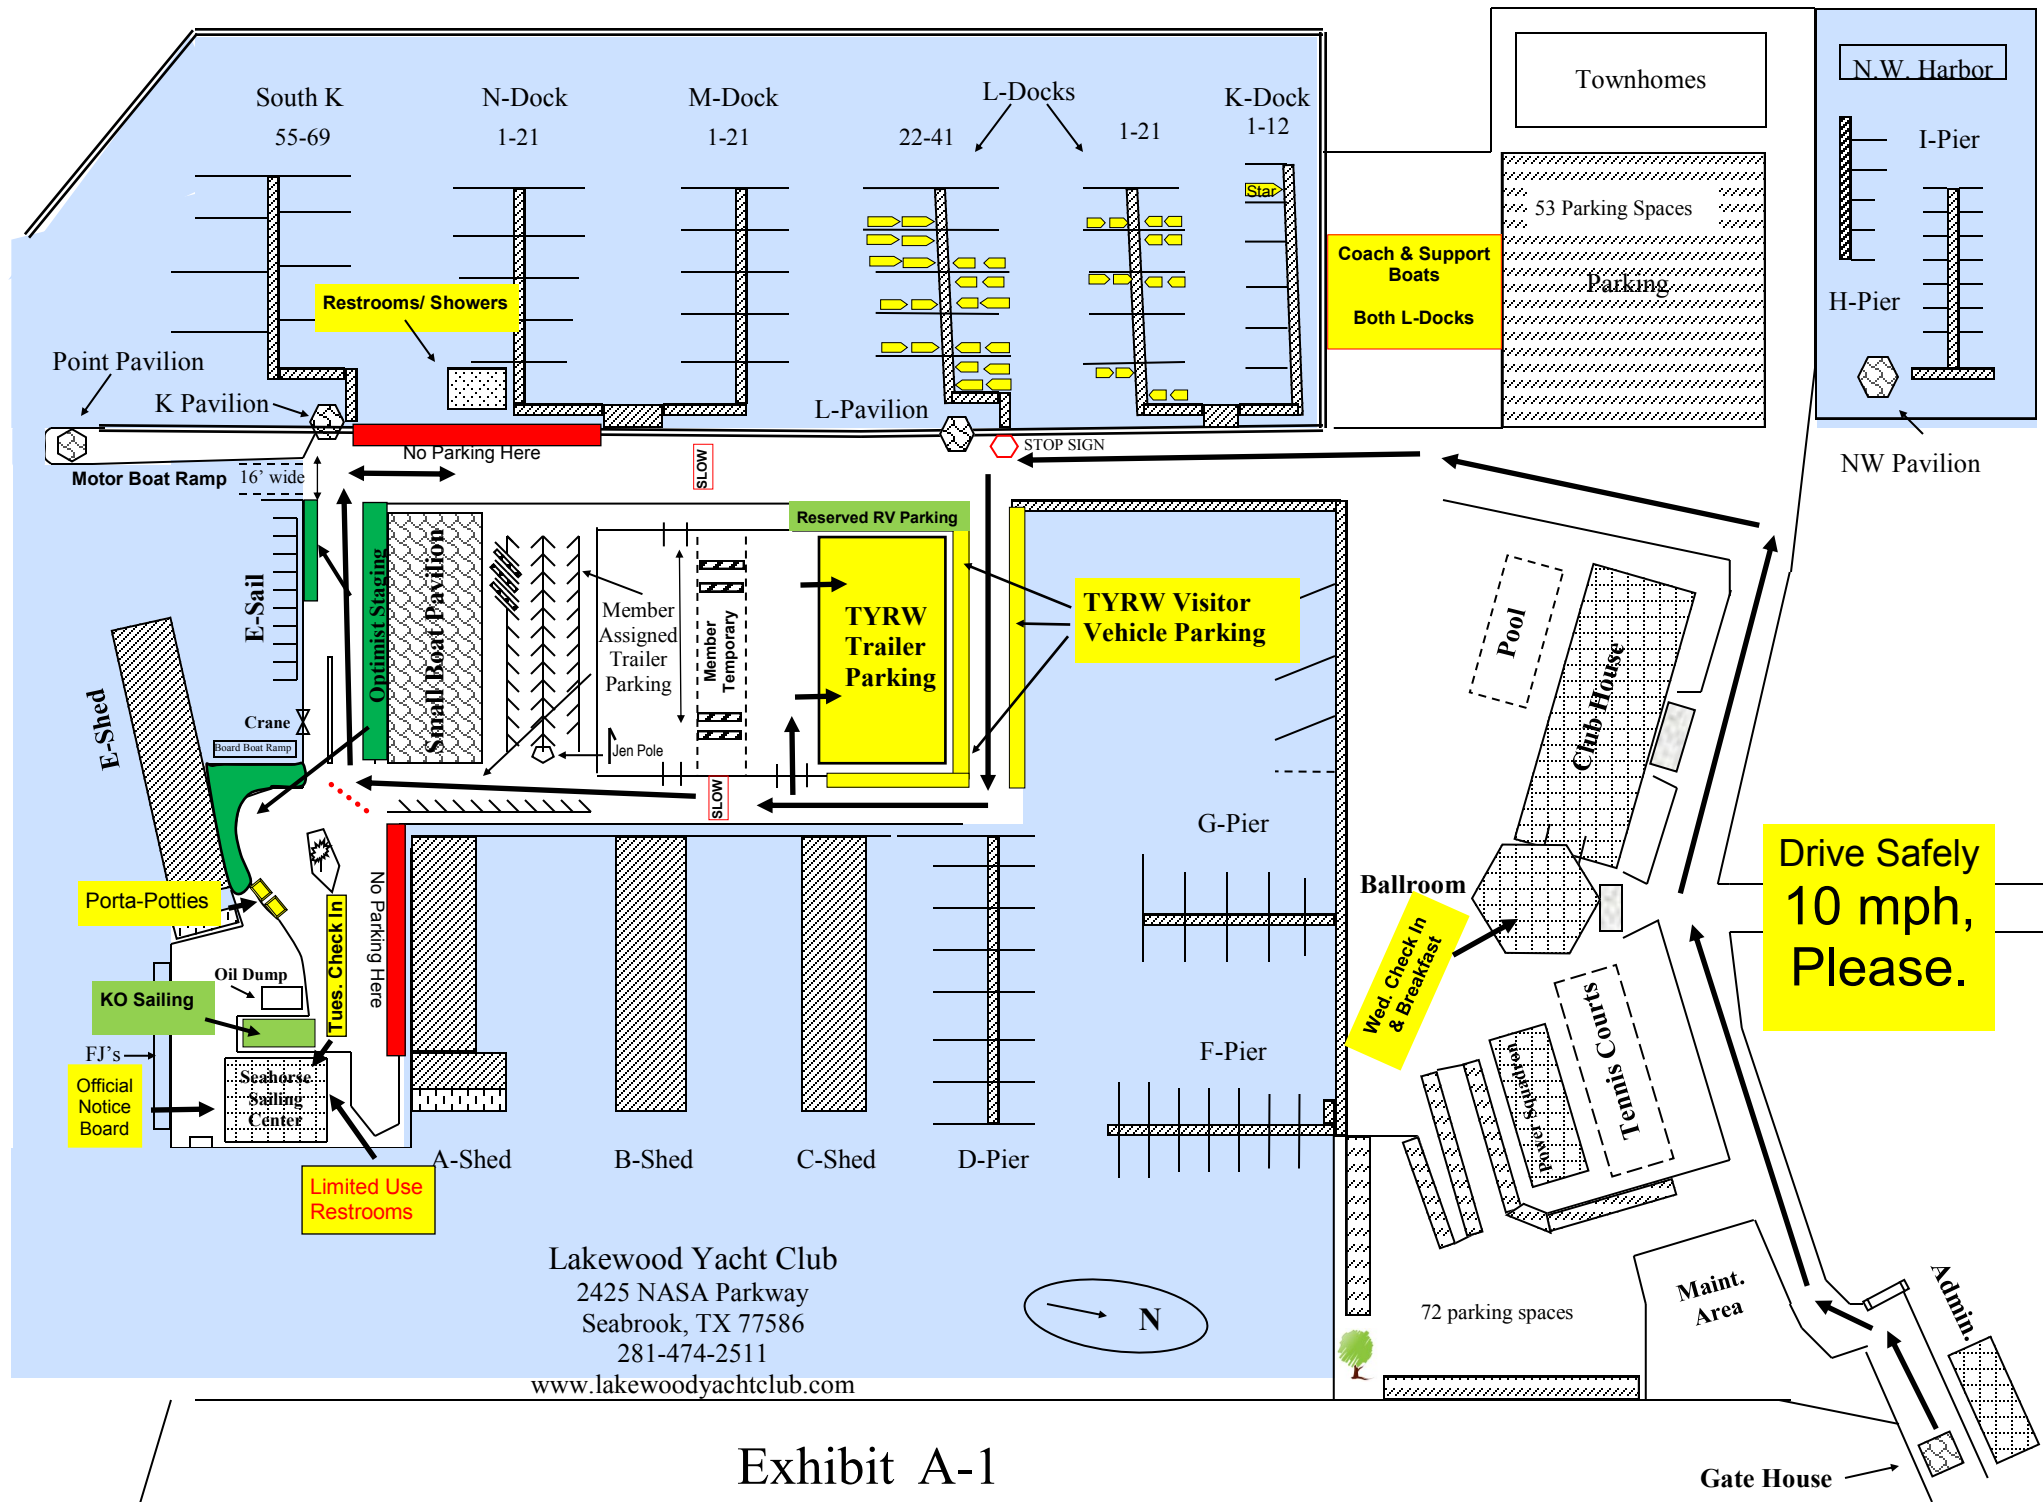 Townhomes
N.W. Harbor
South K
55-69
N-Dock
1-21
M-Dock
1-21
L-Docks
22-41
1-21
K-Dock
1-12
I-Pier
Star
53 Parking Spaces
Coach & Support
Boats
Both L-Docks
Parking
H-Pier
Restrooms/ Showers
Point Pavilion
K Pavilion
L-Pavilion
STOP SIGN
NW Pavilion
No Parking Here
SLOW
Motor Boat Ramp
16' wide
Reserved RV Parking
E-Sail
Optimist Staging
Small Boat Pavilion
Member
Assigned
Trailer
Parking
Member
Temporary
TYRW
Trailer
Parking
TYRW Visitor
Vehicle Parking
Pool
Club House
E-Shed
Crane
Board Boat Ramp
Jen Pole
SLOW
G-Pier
Drive Safely
10 mph,
Please.
Ballroom
Wed. Check In
& Breakfast
Porta-Potties
Tues. Check In
No Parking Here
Oil Dump
KO Sailing
FJ's
Official
Notice
Board
Seahorse
Sailing
Center
Limited Use
Restrooms
A-Shed
B-Shed
C-Shed
D-Pier
F-Pier
Power Squadron
Tennis Courts
Lakewood Yacht Club
2425 NASA Parkway
Seabrook, TX 77586
281-474-2511
www.lakewoodyachtclub.com
N
72 parking spaces
Maint.
Area
Admin.
Exhibit A-1
Gate House